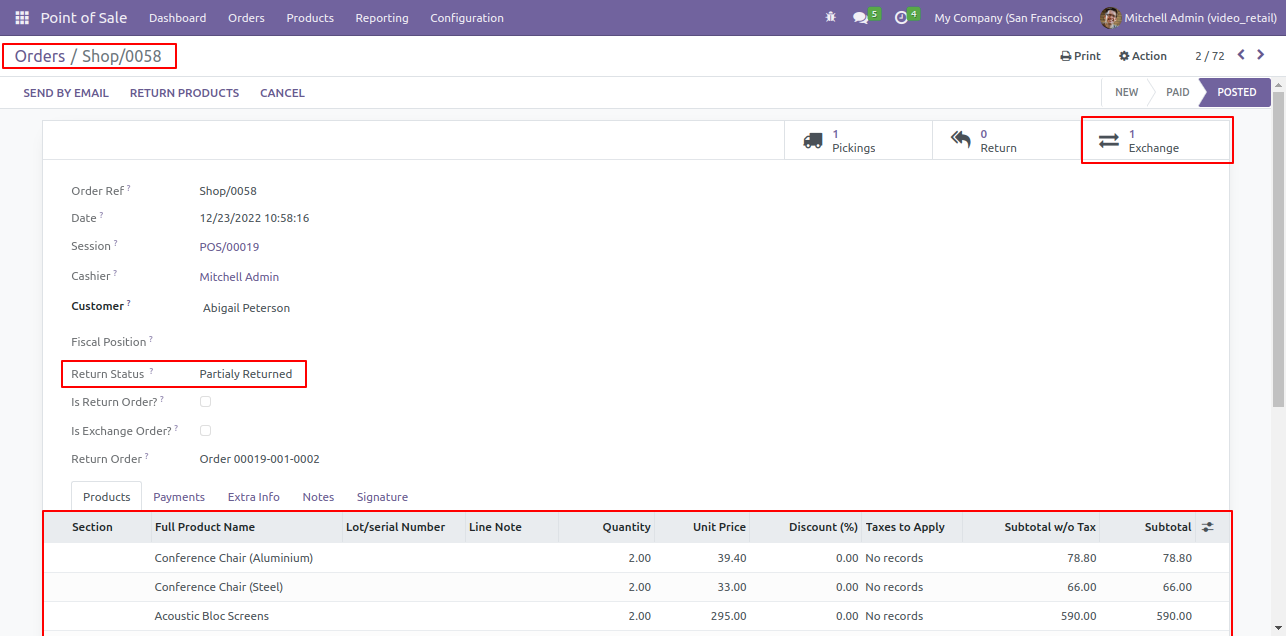 Point of Sale Dashboard Orders Products Reporting Configuration 5 4 My Company (San Francisco) Mitchell Admin (video_retail)
Orders / Shop/0058 Print Action 2 / 72
SEND BY EMAIL RETURN PRODUCTS CANCEL NEW PAID POSTED
1 Pickings
0 Return
1 Exchange
Order Ref ? Shop/0058
Date ? 12/23/2022 10:58:16
Session ? POS/00019
Cashier ? Mitchell Admin
Customer ? Abigail Peterson
Fiscal Position ?
Return Status ? Partialy Returned
Is Return Order? ?
Is Exchange Order? ?
Return Order ? Order 00019-001-0002
Products Payments Extra Info Notes Signature
Section Full Product Name Lot/serial Number Line Note Quantity Unit Price Discount (%) Taxes to Apply Subtotal w/o Tax Subtotal
Conference Chair (Aluminium) 2.00 39.40 0.00 No records 78.80 78.80
Conference Chair (Steel) 2.00 33.00 0.00 No records 66.00 66.00
Acoustic Bloc Screens 2.00 295.00 0.00 No records 590.00 590.00